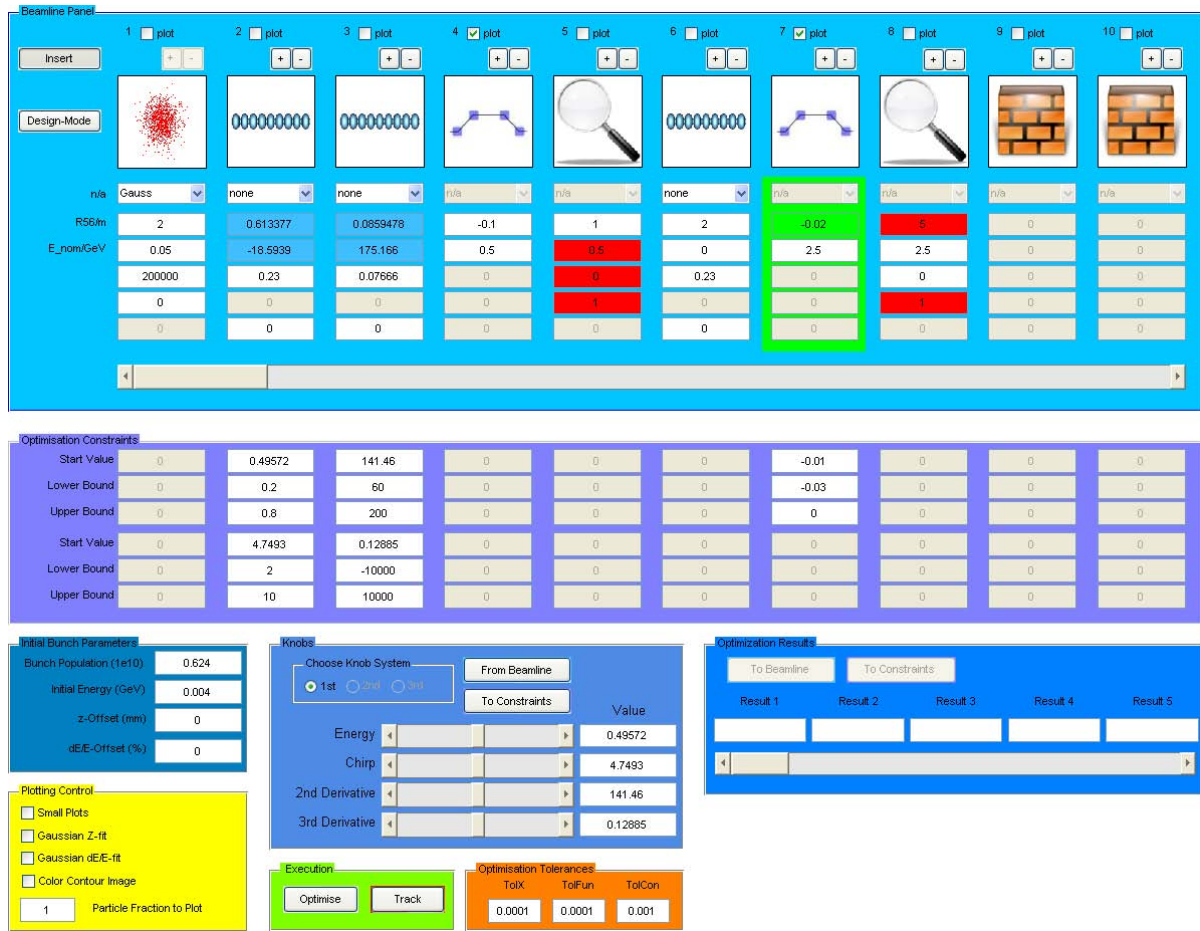 Beamline Panel
1 plot 2 plot 3 plot 4 plot 5 plot 6 plot 7 plot 8 plot 9 plot 10 plot
Insert + - + - + - + - + - + - + - + - + - + -
Design-Mode
n/a Gauss none none n/a n/a none n/a n/a n/a n/a
R56/m 2 0.613377 0.0859478 -0.1 1 2 -0.02 5 0 0
E_nom/GeV 0.05 -18.5939 175.166 0.5 0.5 0 2.5 2.5 0 0
200000 0.23 0.07666 0 0 0.23 0 0 0 0
0 0 0 0 1 0 0 1 0 0
0 0 0 0 0 0 0 0 0 0
Optimisation Constraints
Start Value 0 0.49572 141.46 0 0 0 -0.01 0 0 0
Lower Bound 0 0.2 60 0 0 0 -0.03 0 0 0
Upper Bound 0 0.8 200 0 0 0 0 0 0 0
Start Value 0 4.7493 0.12885 0 0 0 0 0 0 0
Lower Bound 0 2 -10000 0 0 0 0 0 0 0
Upper Bound 0 10 10000 0 0 0 0 0 0 0
Initial Bunch Parameters
Bunch Population (1e10) 0.624
Initial Energy (GeV) 0.004
z-Offset (mm) 0
dE/E-Offset (%) 0
Plotting Control
Small Plots
Gaussian Z-fit
Gaussian dE/E-fit
Color Contour Image
1 Particle Fraction to Plot
Knobs
Choose Knob System
1st 2nd 3rd
From Beamline
To Constraints
Value
Energy 0.49572
Chirp 4.7493
2nd Derivative 141.46
3rd Derivative 0.12885
Execution
Optimise Track
Optimisation Tolerances
TolX TolFun TolCon
0.0001 0.0001 0.001
Optimization Results
To Beamline To Constraints
Result 1 Result 2 Result 3 Result 4 Result 5